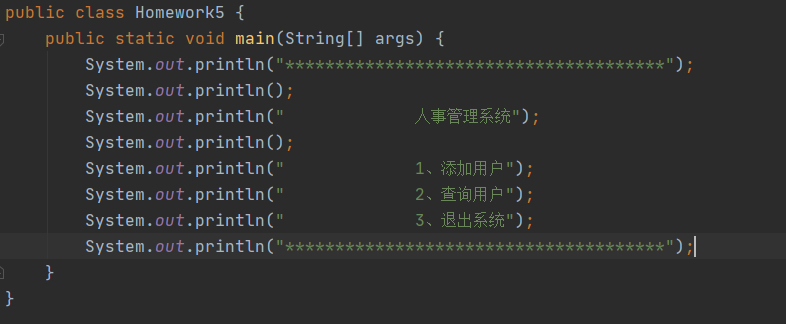 public class Homework5 {
    public static void main(String[] args) {
        System.out.println("**************************************");
        System.out.println();
        System.out.println("             人事管理系统");
        System.out.println();
        System.out.println("             1、添加用户");
        System.out.println("             2、查询用户");
        System.out.println("             3、退出系统");
        System.out.println("**************************************");
    }
}